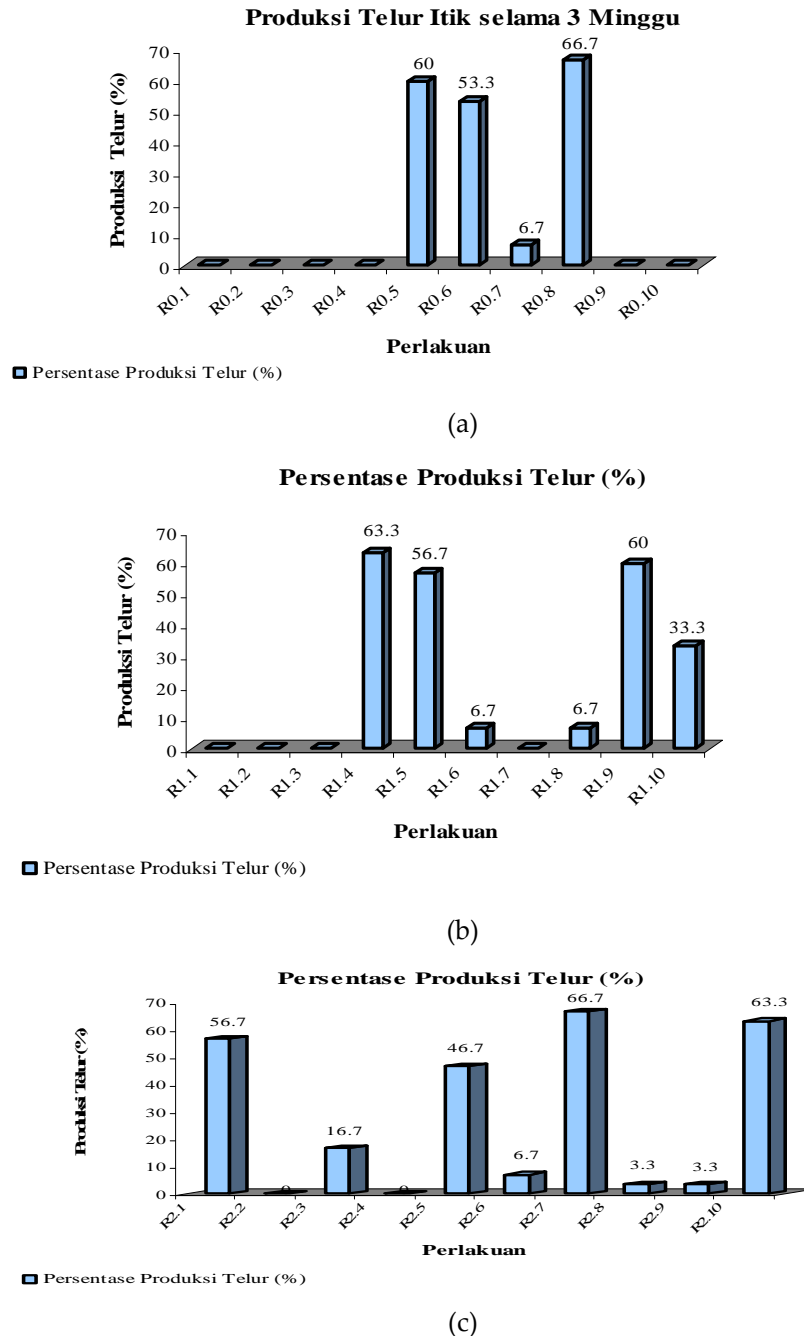 Produksi Telur Itik selama 3 Minggu
Produksi Telur (%)
70
60
50
40
30
20
10
0
60
53.3
6.7
66.7
R0.1 R0.2 R0.3 R0.4 R0.5 R0.6 R0.7 R0.8 R0.9 R0.10
Perlakuan
Persentase Produksi Telur (%)
(a)
Persentase Produksi Telur (%)
Produksi Telur (%)
70
60
50
40
30
20
10
0
63.3
56.7
6.7
6.7
60
33.3
R1.1 R1.2 R1.3 R1.4 R1.5 R1.6 R1.7 R1.8 R1.9 R1.10
Perlakuan
Persentase Produksi Telur (%)
(b)
Persentase Produksi Telur (%)
Produksi Telur (%)
70
60
50
40
30
20
10
0
56.7
0
16.7
0
46.7
6.7
66.7
3.3
3.3
63.3
R2.1 R2.2 R2.3 R2.4 R2.5 R2.6 R2.7 R2.8 R2.9 R2.10
Perlakuan
Persentase Produksi Telur (%)
(c)